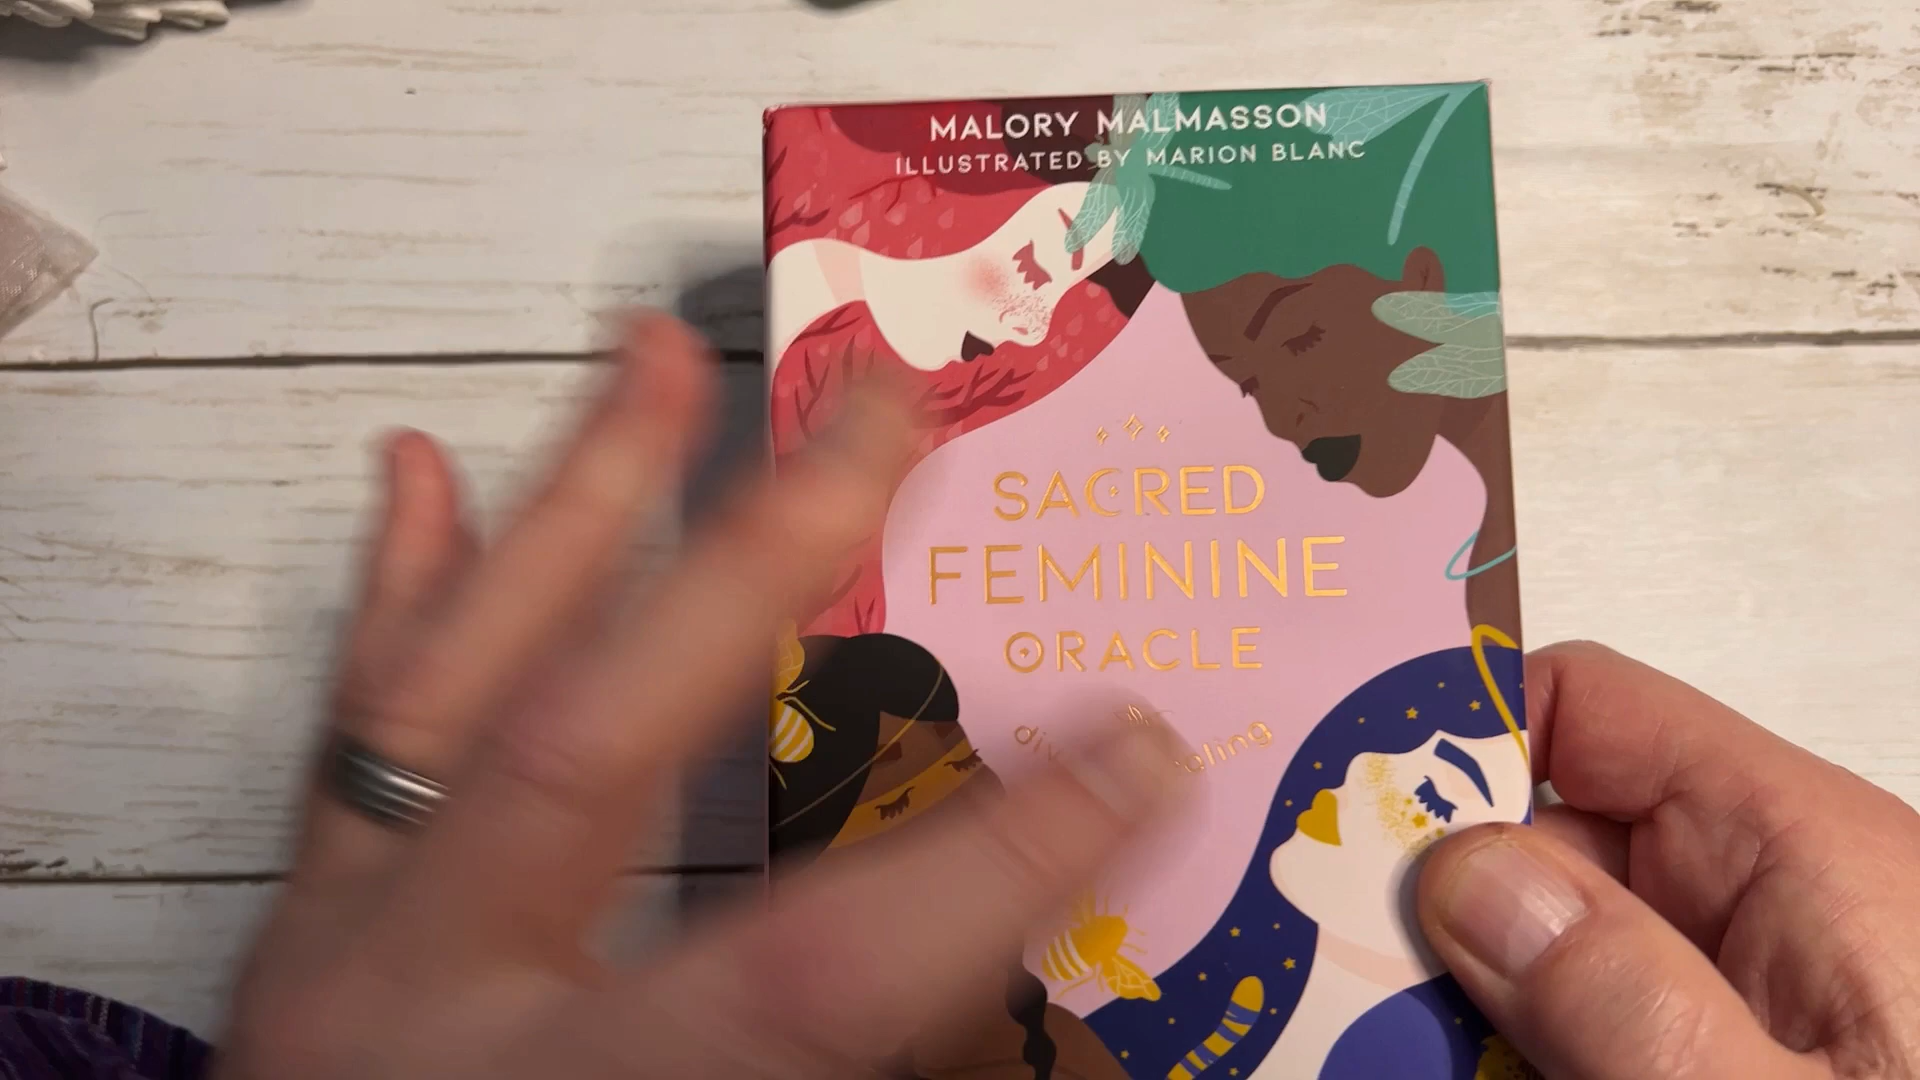 MALORY MALMASSON
ILLUSTRATED BY MARION BLANC
SACRED
FEMININE
ORACLE